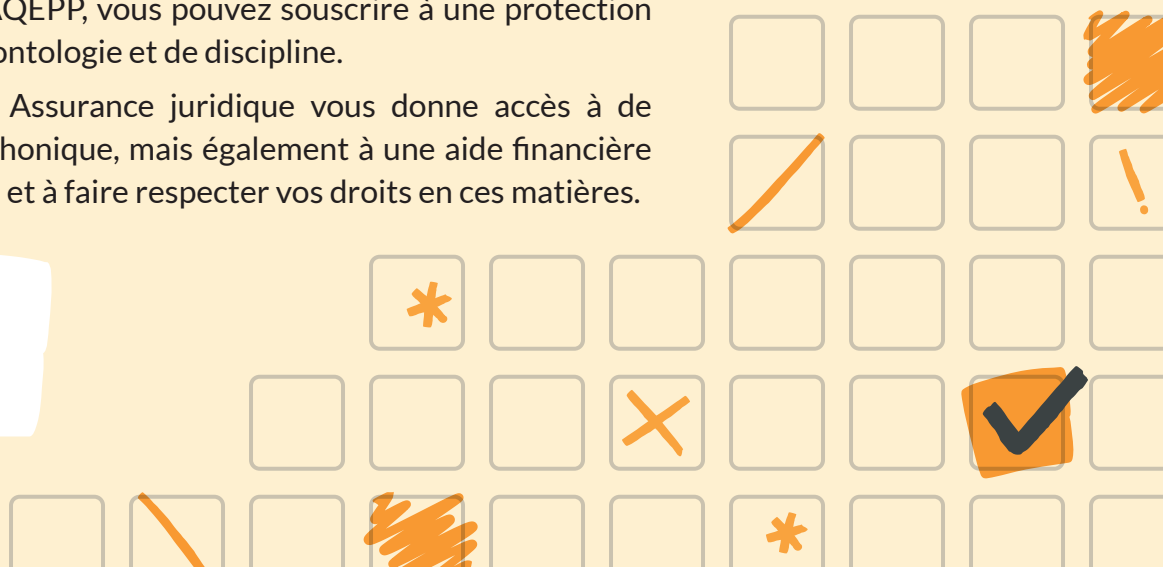 AQEPP, vous pouvez souscrire à une protection
ontologie et de discipline.
Assurance juridique vous donne accès à de
honique, mais également à une aide financière
et à faire respecter vos droits en ces matières.